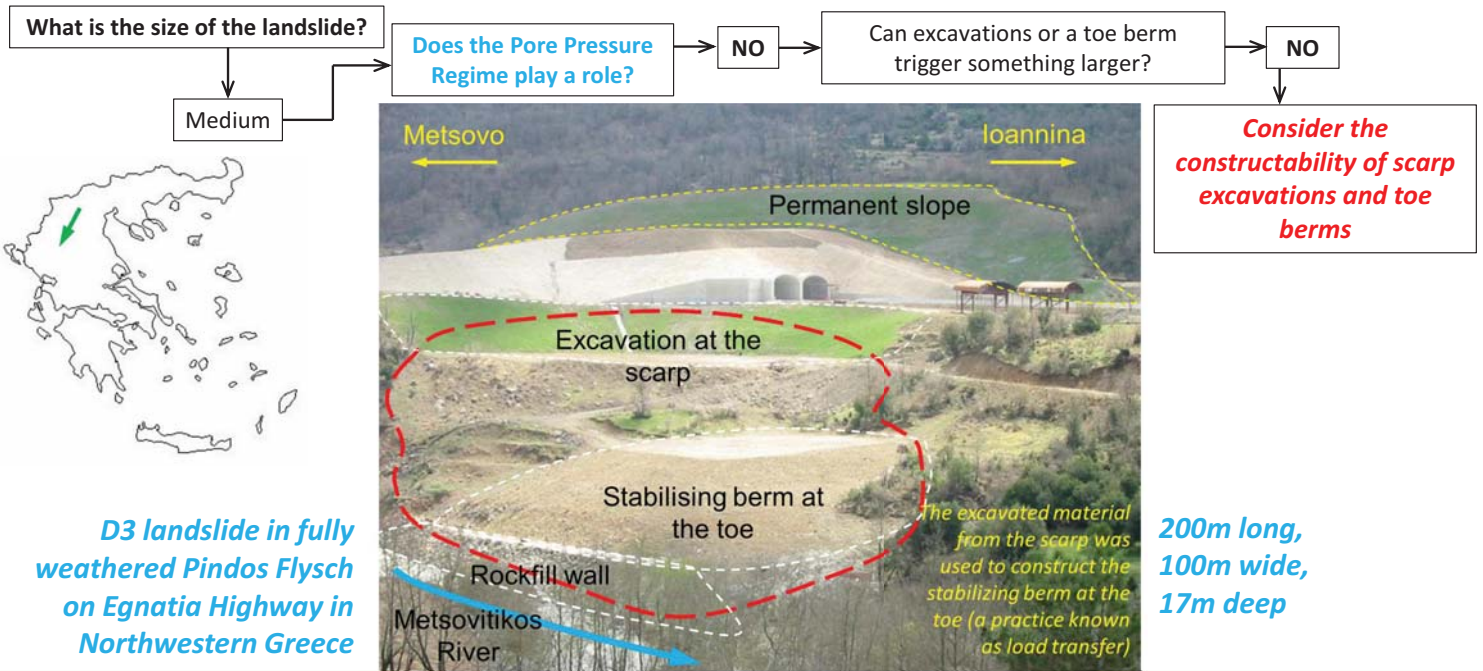 What is the size of the landslide?
Medium
Does the Pore Pressure
Regime play a role?
NO
Can excavations or a toe berm
trigger something larger?
NO
Consider the
constructability of scarp
excavations and toe
berms
Metsovo
Ioannina
Permanent slope
Excavation at the
scarp
Stabilising berm at
the toe
Rockfill wall
Metsovitikos
River
The excavated material
from the scarp was
used to construct the
stabilizing berm at the
toe (a practice known
as load transfer)
D3 landslide in fully
weathered Pindos Flysch
on Egnatia Highway in
Northwestern Greece
200m long,
100m wide,
17m deep